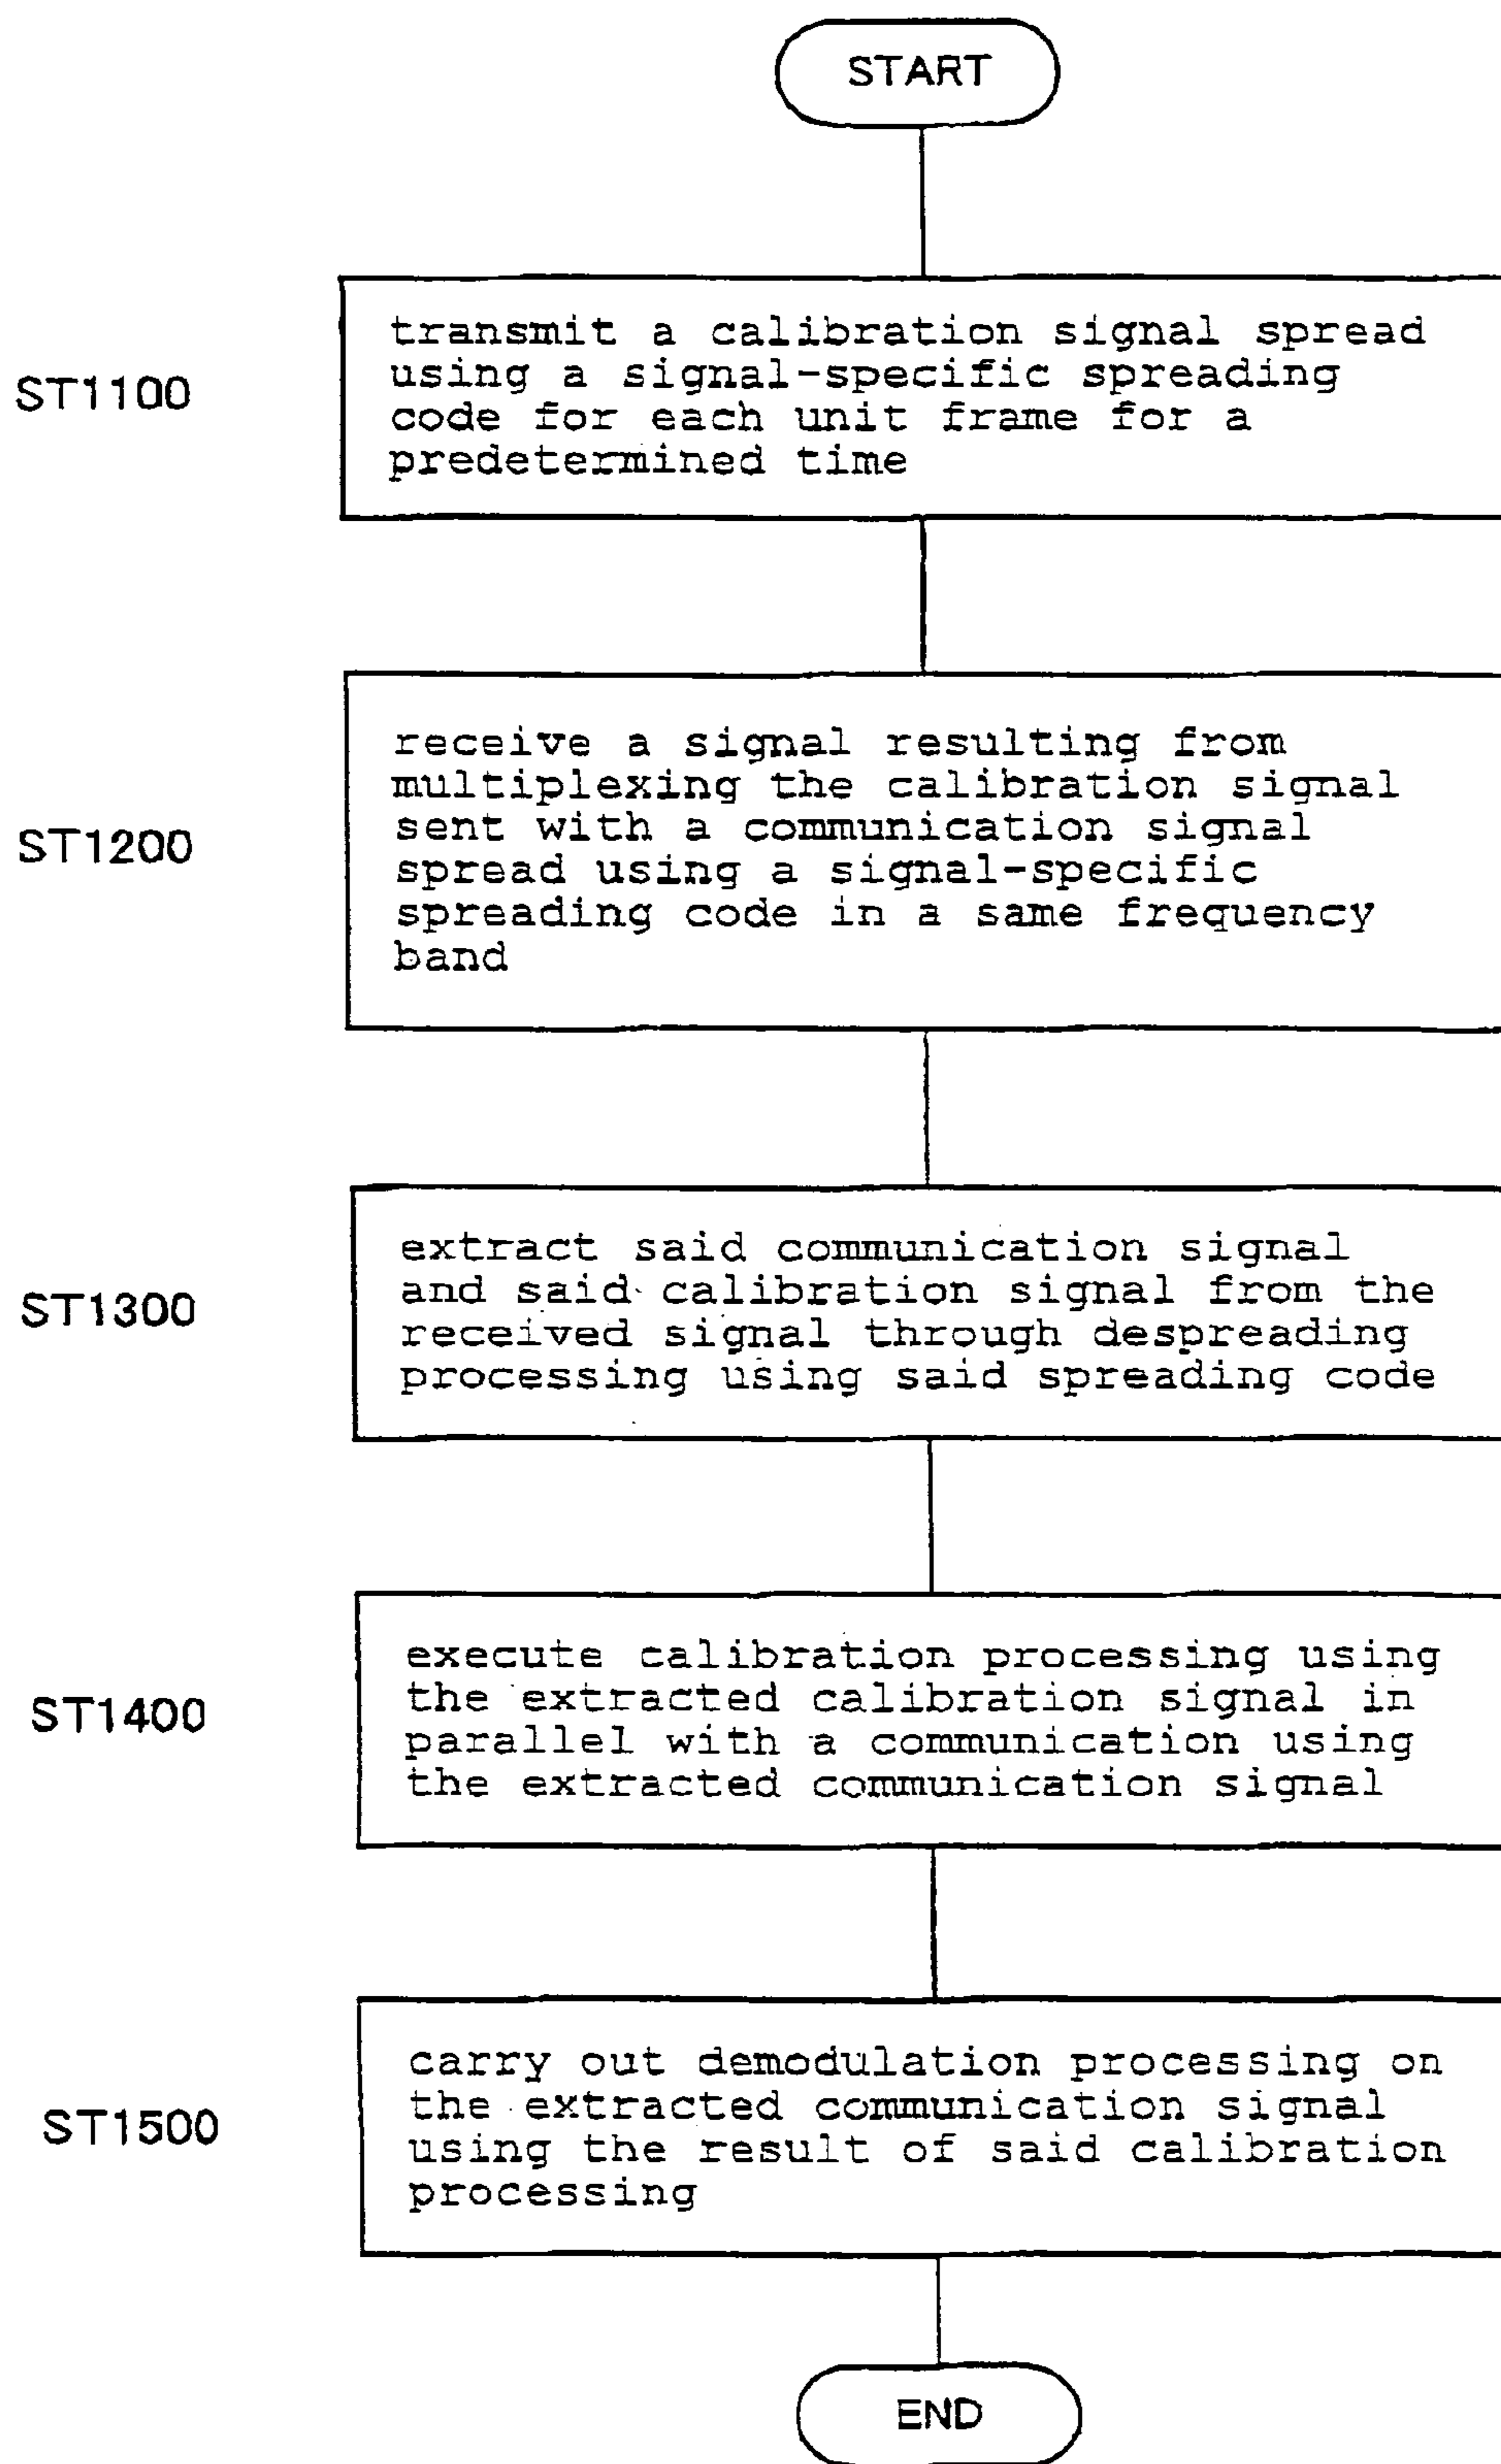 START
ST1100
transmit a calibration signal spread
using a signal-specific spreading
code for each unit frame for a
predetermined time
ST1200
receive a signal resulting from
multiplexing the calibration signal
sent with a communication signal
spread using a signal-specific
spreading code in a same frequency
band
ST1300
extract said communication signal
and said calibration signal from the
received signal through despreading
processing using said spreading code
ST1400
execute calibration processing using
the extracted calibration signal in
parallel with a communication using
the extracted communication signal
ST1500
carry out demodulation processing on
the extracted communication signal
using the result of said calibration
processing
END